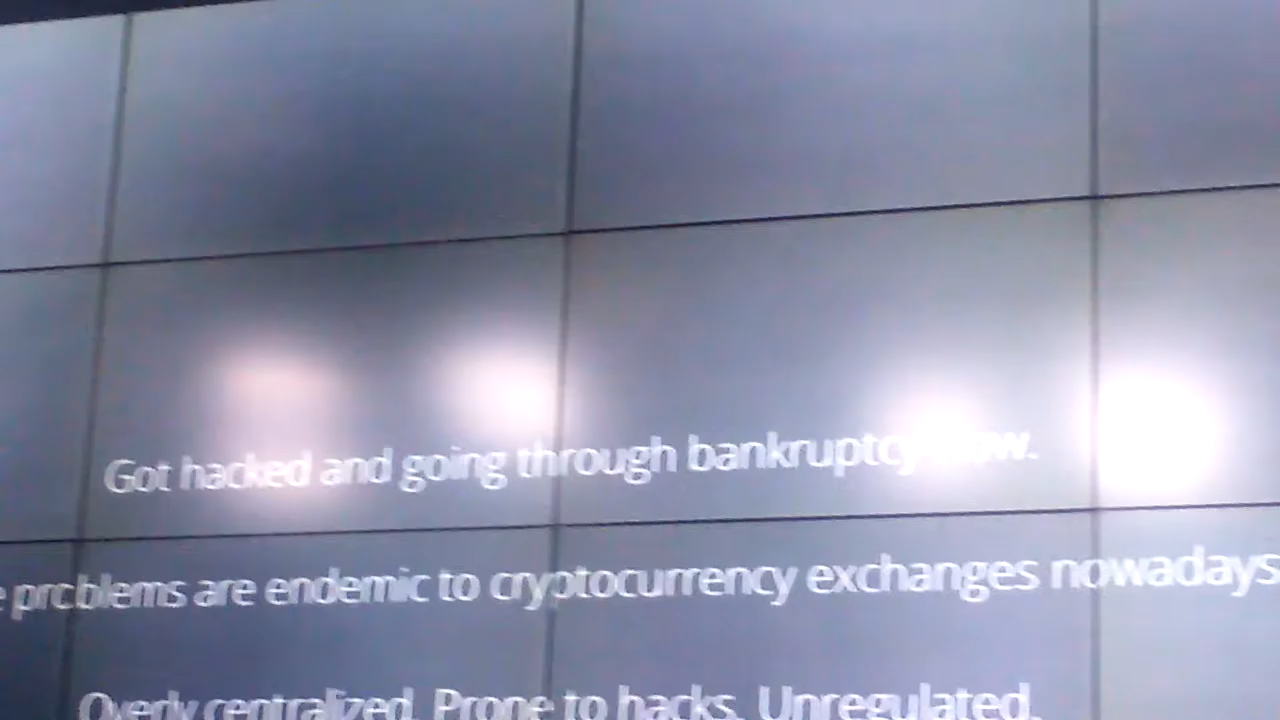 Got hacked and going through bankruptcy now.
problems are endemic to cryptocurrency exchanges nowadays
Overly centralized. Prone to hacks. Unregulated.